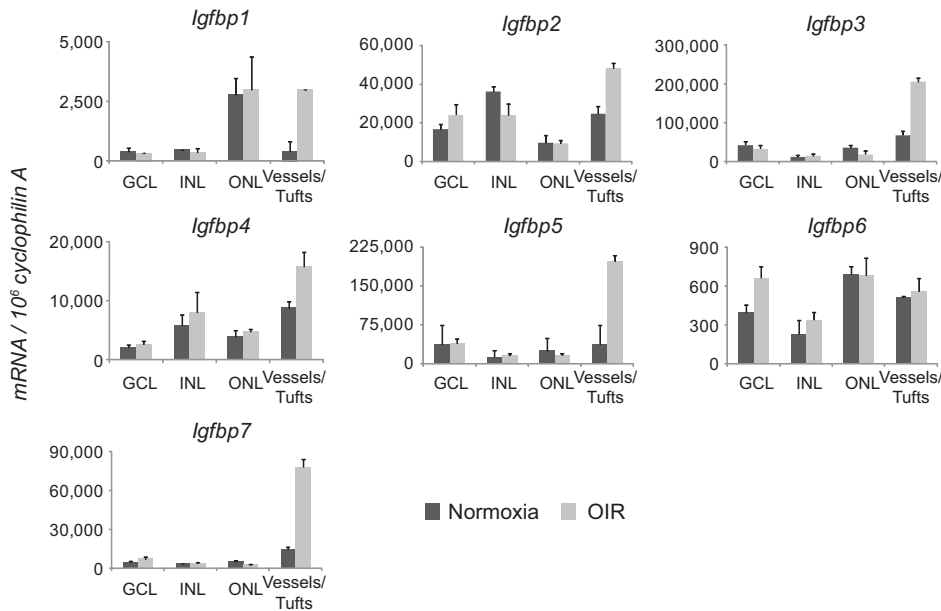 Igfbp1
Igfbp2
Igfbp3
5,000
2,500
0
60,000
40,000
20,000
0
300,000
200,000
100,000
0
GCL INL ONL Vessels/
Tufts
GCL INL ONL Vessels/
Tufts
GCL INL ONL Vessels/
Tufts
mRNA / 10⁶ cyclophilin A
Igfbp4
Igfbp5
Igfbp6
20,000
10,000
0
225,000
150,000
75,000
0
900
600
300
0
GCL INL ONL Vessels/
Tufts
GCL INL ONL Vessels/
Tufts
GCL INL ONL Vessels/
Tufts
Igfbp7
90,000
60,000
30,000
0
GCL INL ONL Vessels/
Tufts
Normoxia OIR